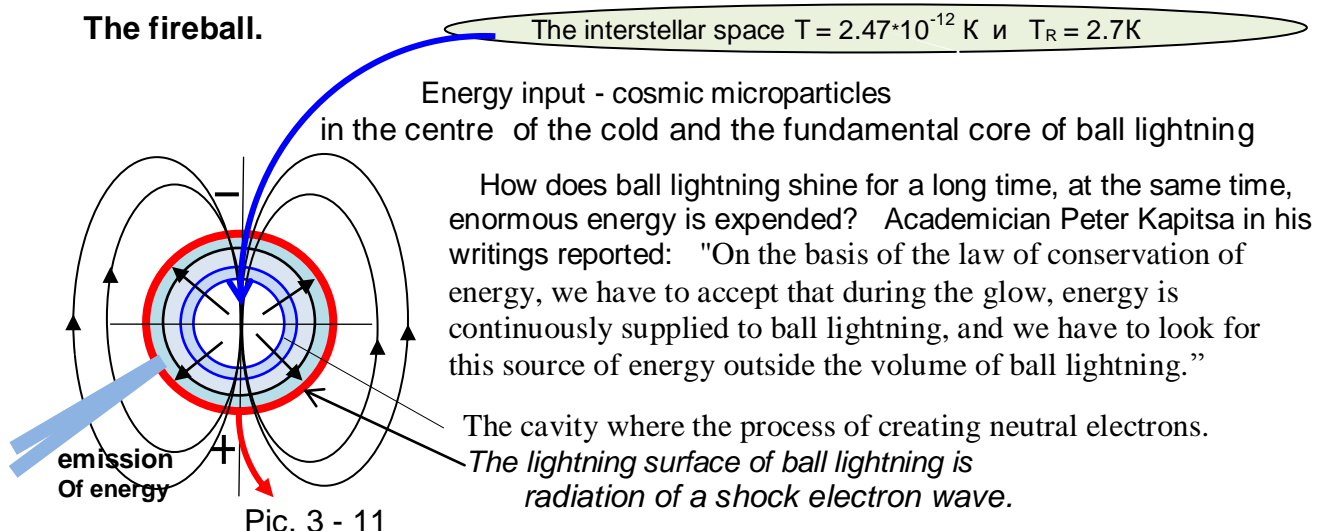 The fireball.
The interstellar space T = 2.47*10⁻¹² К и T_R = 2.7К
Energy input - cosmic microparticles
in the centre of the cold and the fundamental core of ball lightning
How does ball lightning shine for a long time, at the same time,
enormous energy is expended? Academician Peter Kapitsa in his
writings reported: "On the basis of the law of conservation of
energy, we have to accept that during the glow, energy is
continuously supplied to ball lightning, and we have to look for
this source of energy outside the volume of ball lightning.”
−
+
The cavity where the process of creating neutral electrons.
The lightning surface of ball lightning is
radiation of a shock electron wave.
emission
Of energy
Pic. 3 - 11